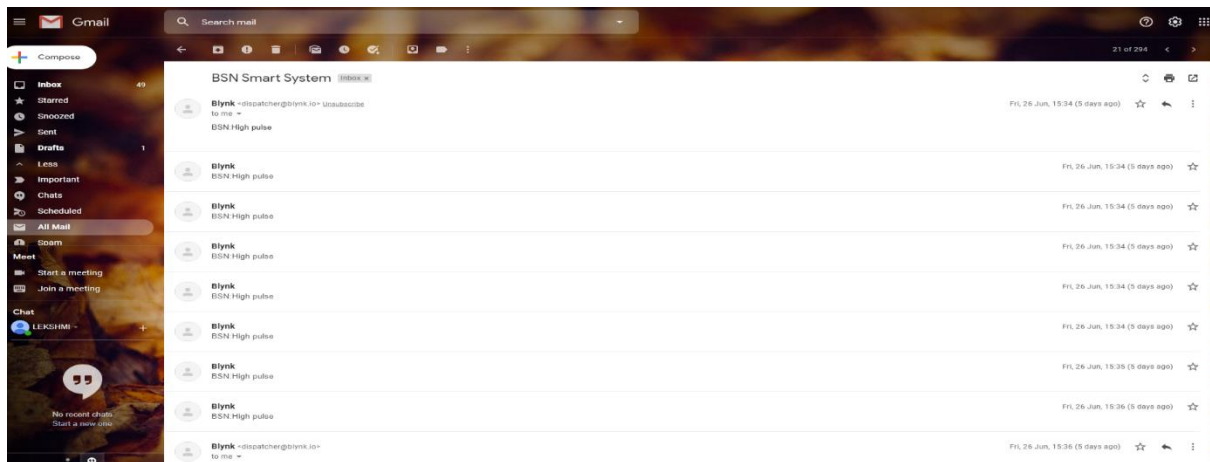 Gmail
Search mail
Compose
21 of 294
Inbox 49
Starred
Snoozed
Sent
Drafts 1
Less
Important
Chats
Scheduled
All Mail
Spam
Meet
Start a meeting
Join a meeting
Chat
LEKSHMI
No recent chats
Start a new one
BSN Smart System Inbox x
Blynk <dispatcher@blynk.io> Unsubscribe Fri, 26 Jun, 15:34 (5 days ago)
to me
BSN:High pulse
Blynk Fri, 26 Jun, 15:34 (5 days ago)
BSN:High pulse
Blynk Fri, 26 Jun, 15:34 (5 days ago)
BSN:High pulse
Blynk Fri, 26 Jun, 15:34 (5 days ago)
BSN:High pulse
Blynk Fri, 26 Jun, 15:34 (5 days ago)
BSN:High pulse
Blynk Fri, 26 Jun, 15:34 (5 days ago)
BSN:High pulse
Blynk Fri, 26 Jun, 15:35 (5 days ago)
BSN:High pulse
Blynk Fri, 26 Jun, 15:36 (5 days ago)
BSN:High pulse
Blynk <dispatcher@blynk.io> Fri, 26 Jun, 15:36 (5 days ago)
to me